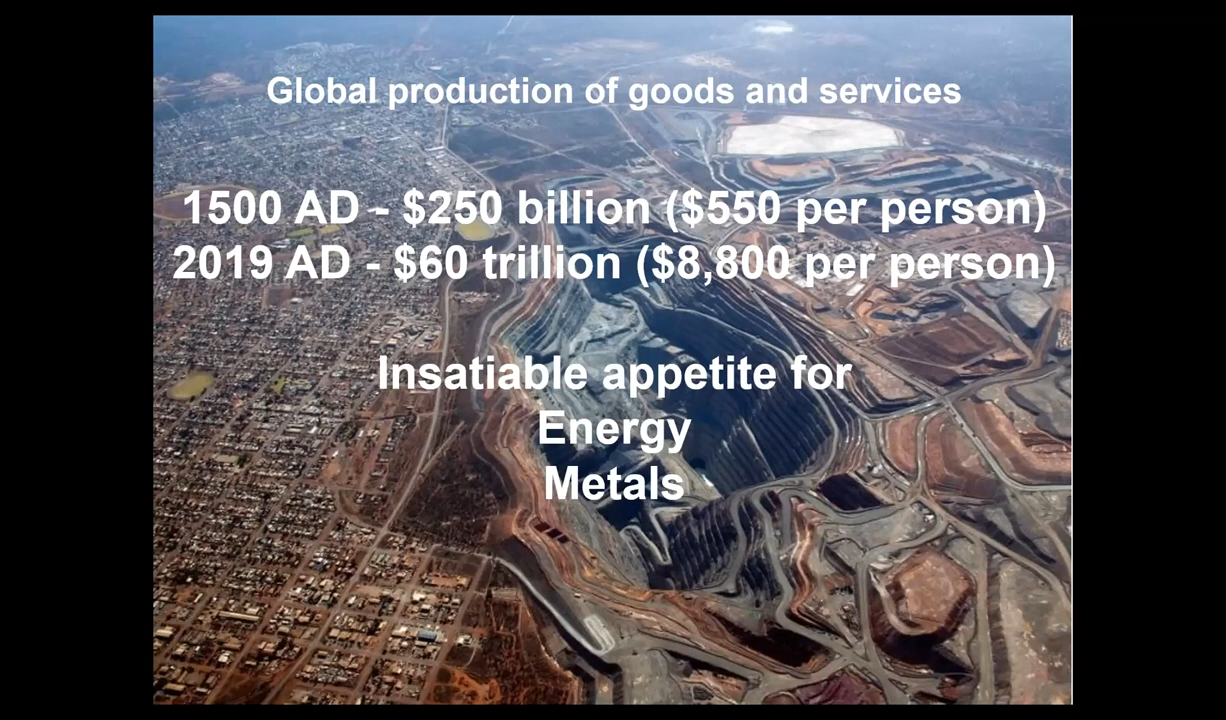 Global production of goods and services
1500 AD - $250 billion ($550 per person)
2019 AD - $60 trillion ($8,800 per person)
Insatiable appetite for
Energy
Metals